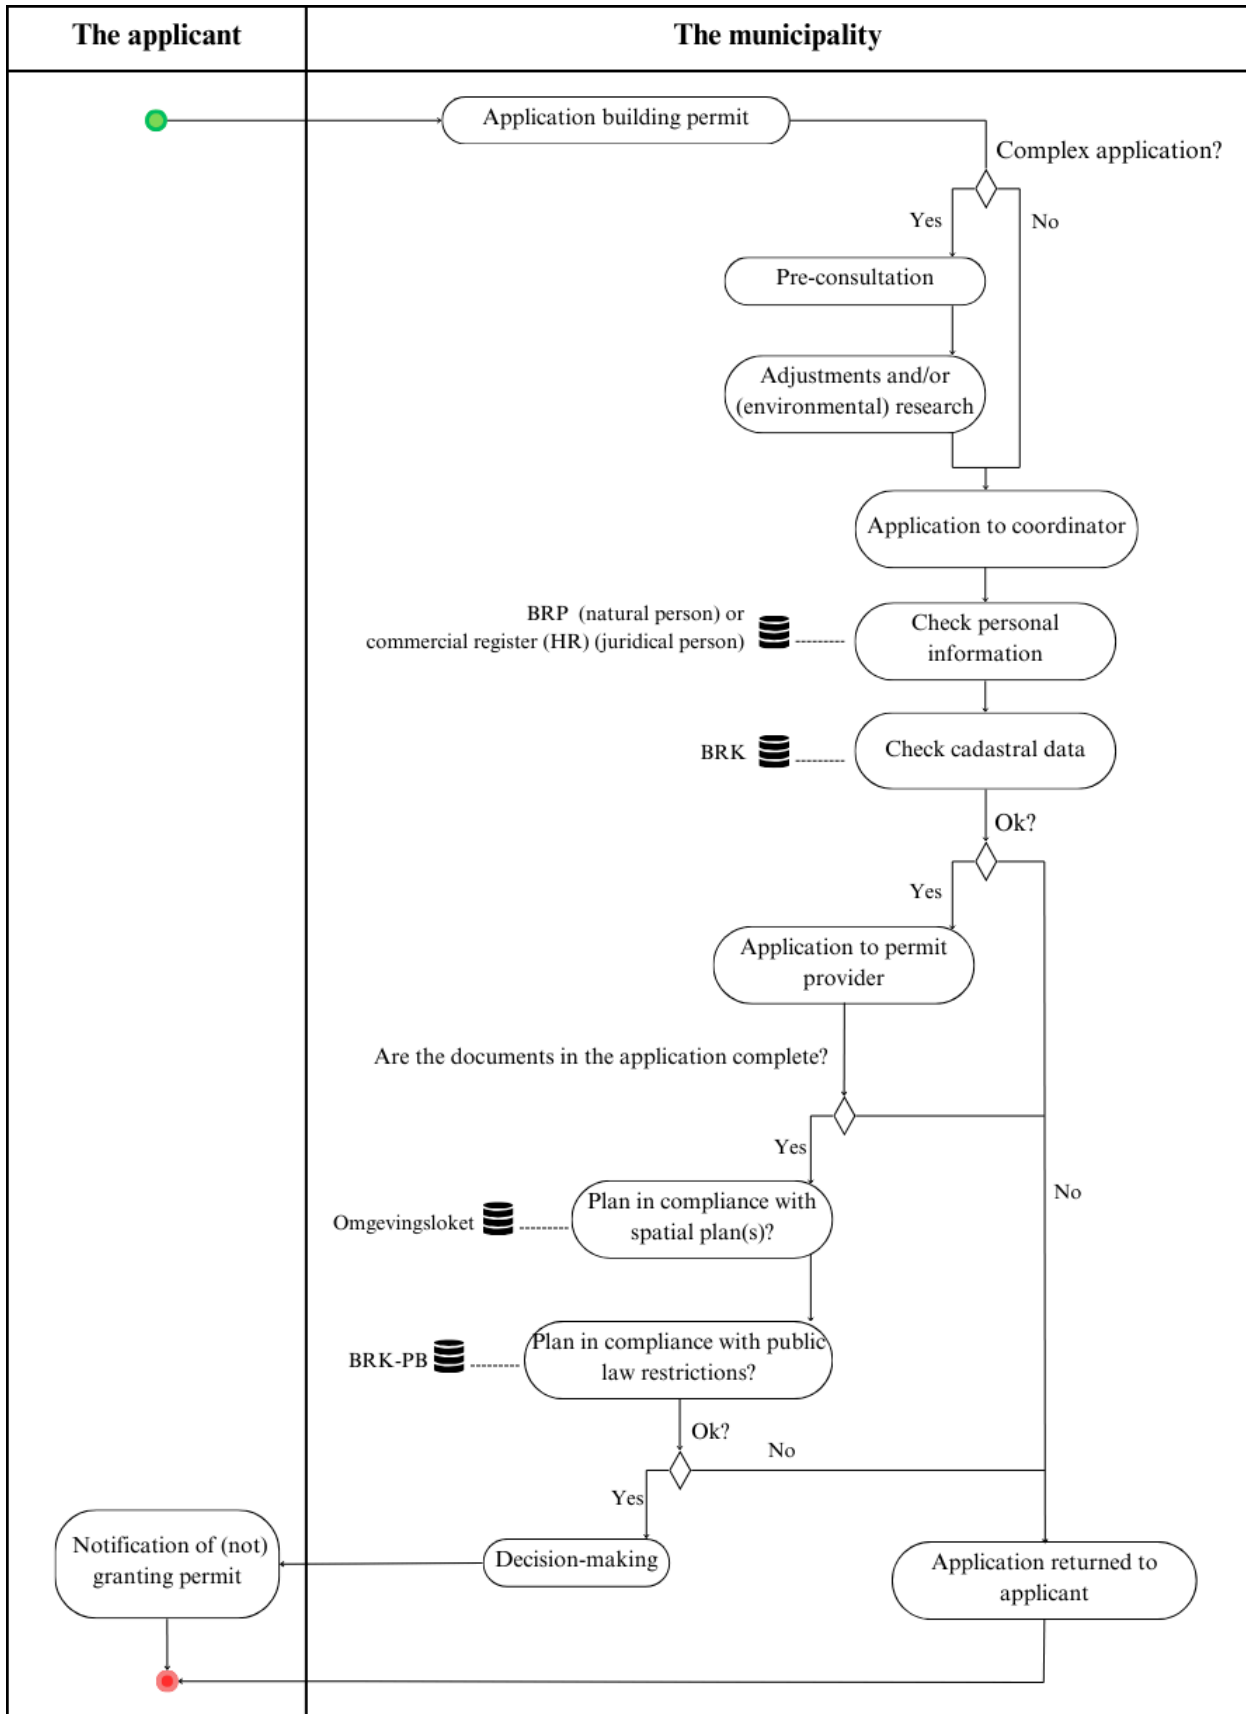 The applicant
The municipality
Application building permit
Complex application?
Yes
No
Pre-consultation
Adjustments and/or
(environmental) research
Application to coordinator
BRP (natural person) or
commercial register (HR) (juridical person)
Check personal
information
BRK
Check cadastral data
Ok?
Yes
Application to permit
provider
Are the documents in the application complete?
Yes
No
Omgevingsloket
Plan in compliance with
spatial plan(s)?
BRK-PB
Plan in compliance with public
law restrictions?
Ok?
No
Yes
Notification of (not)
granting permit
Decision-making
Application returned to
applicant